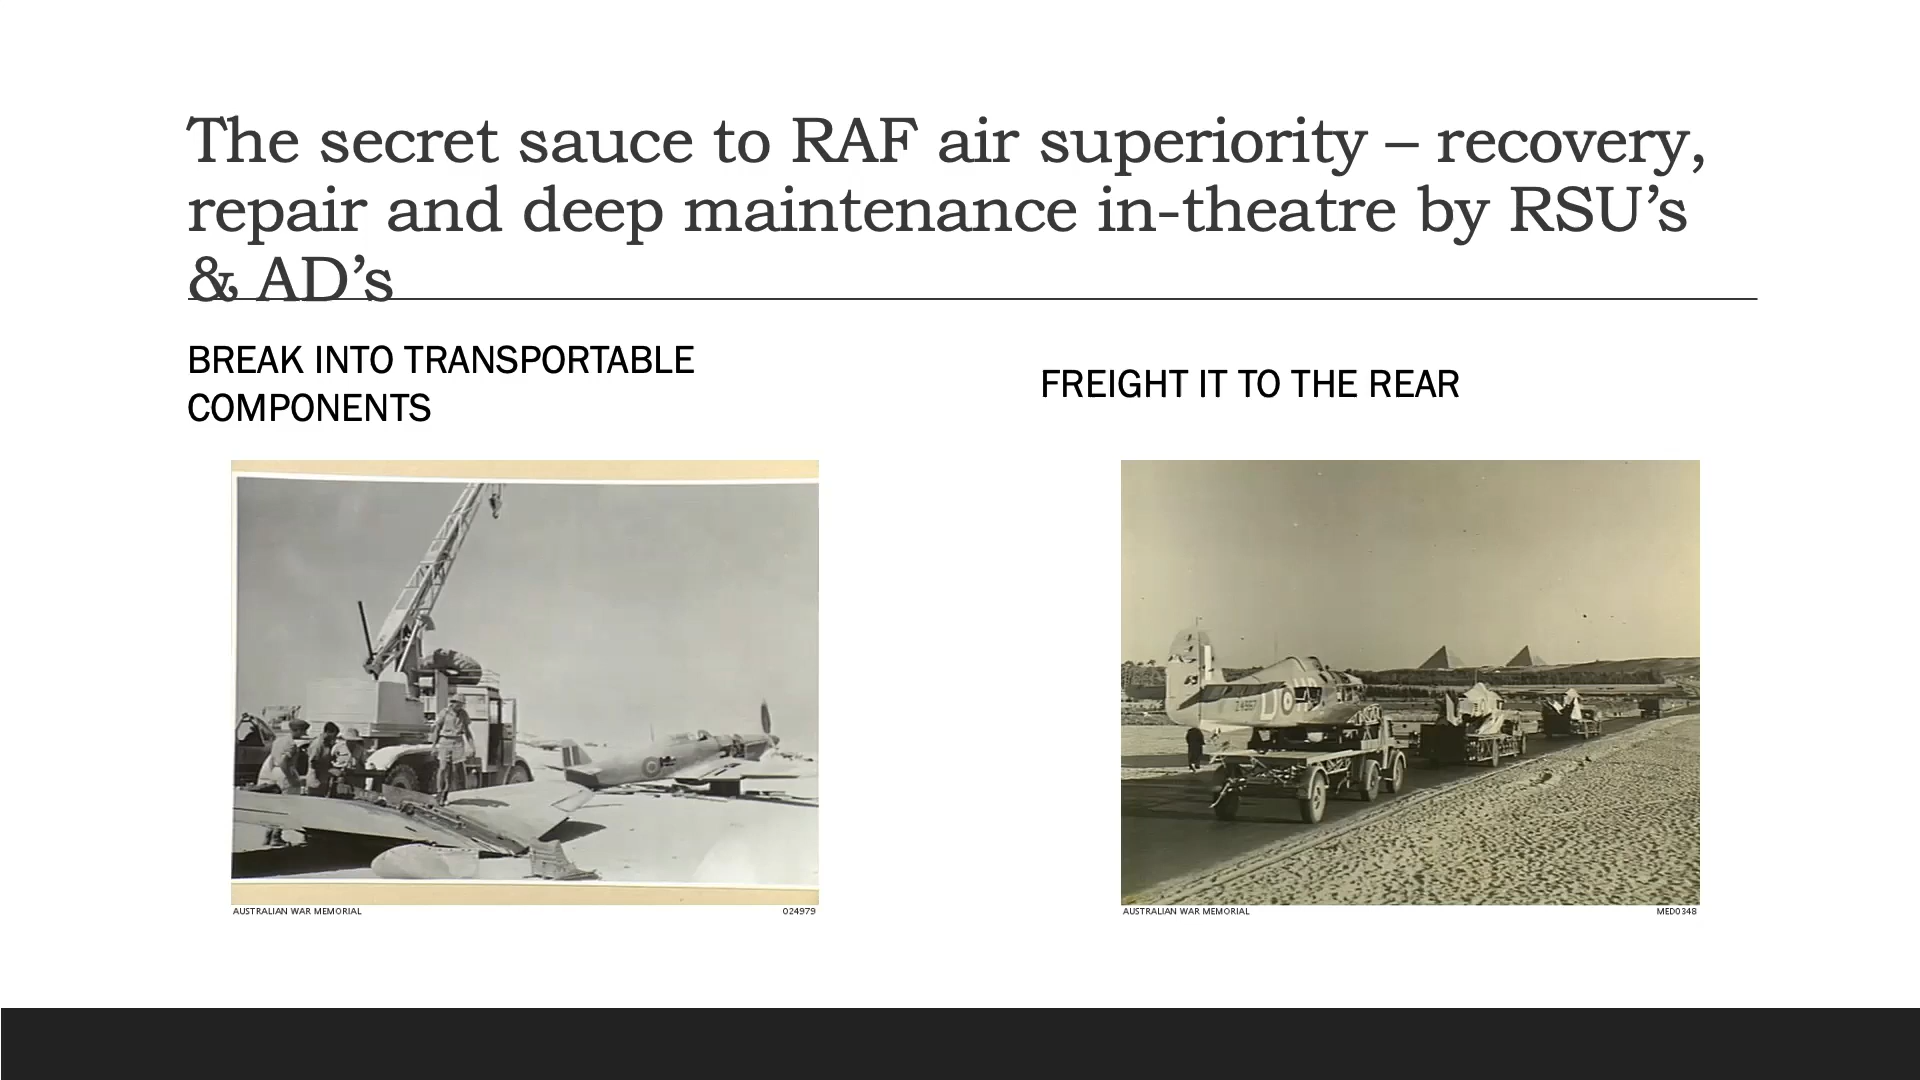 The secret sauce to RAF air superiority – recovery,
repair and deep maintenance in-theatre by RSU’s
& AD’s
BREAK INTO TRANSPORTABLE
COMPONENTS
FREIGHT IT TO THE REAR
AUSTRALIAN WAR MEMORIAL
024979
AUSTRALIAN WAR MEMORIAL
MED0348